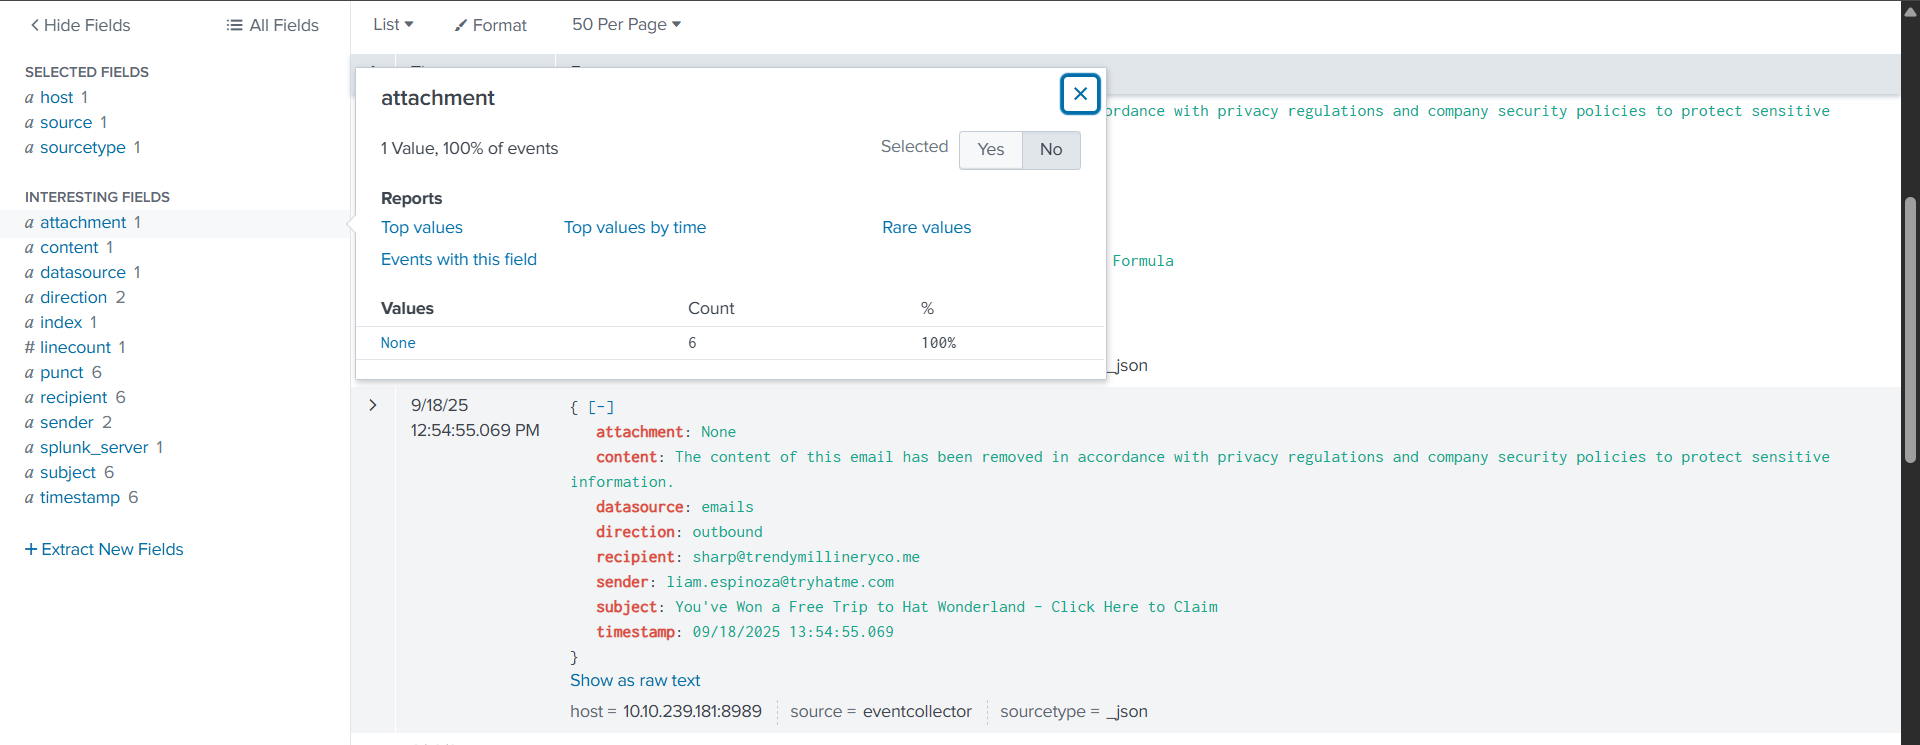 Hide Fields
All Fields
List
Format
50 Per Page
SELECTED FIELDS
a host 1
a source 1
a sourcetype 1
INTERESTING FIELDS
a attachment 1
a content 1
a datasource 1
a direction 2
a index 1
# linecount 1
a punct 6
a recipient 6
a sender 2
a splunk_server 1
a subject 6
a timestamp 6
+ Extract New Fields
attachment
1 Value, 100% of events
Selected
Yes
No
Reports
Top values
Top values by time
Rare values
Events with this field
Values
Count
%
None
6
100%
with privacy regulations and company security policies to protect sensitive
Formula
_json
9/18/25
12:54:55.069 PM
{ [-]
attachment: None
content: The content of this email has been removed in accordance with privacy regulations and company security policies to protect sensitive
information.
datasource: emails
direction: outbound
recipient: sharp@trendymillineryco.me
sender: liam.espinoza@tryhatme.com
subject: You've Won a Free Trip to Hat Wonderland - Click Here to Claim
timestamp: 09/18/2025 13:54:55.069
}
Show as raw text
host = 10.10.239.181:8989
source = eventcollector
sourcetype = _json